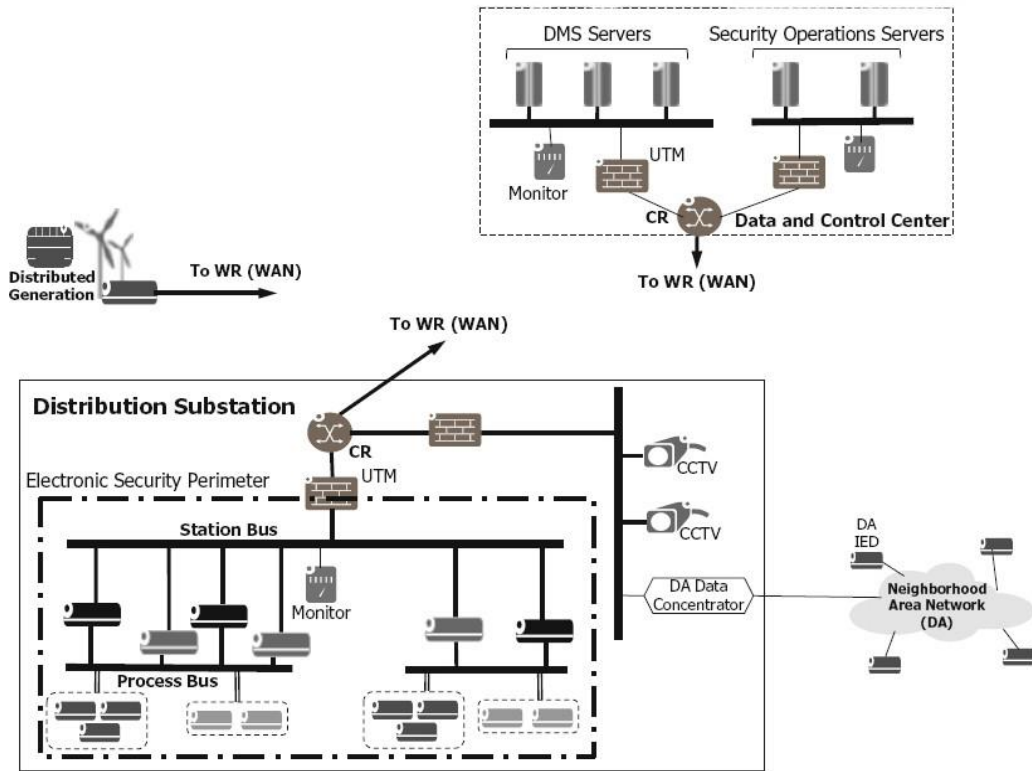 DMS Servers
Security Operations Servers
UTM
Monitor
CR
Data and Control Center
To WR (WAN)
Distributed
Generation
To WR (WAN)
To WR (WAN)
Distribution Substation
CR
UTM
Electronic Security Perimeter
Station Bus
Monitor
Process Bus
CCTV
CCTV
DA Data
Concentrator
DA
IED
Neighborhood
Area Network
(DA)